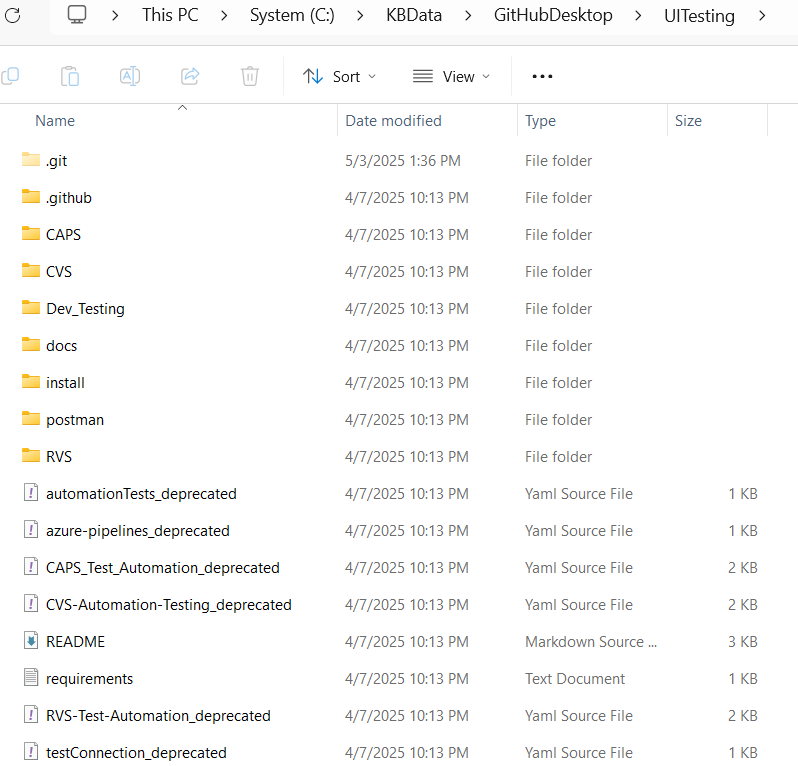 This PC > System (C:) > KBData > GitHubDesktop > UITesting >
Sort View
Name Date modified Type Size
.git 5/3/2025 1:36 PM File folder
.github 4/7/2025 10:13 PM File folder
CAPS 4/7/2025 10:13 PM File folder
CVS 4/7/2025 10:13 PM File folder
Dev_Testing 4/7/2025 10:13 PM File folder
docs 4/7/2025 10:13 PM File folder
install 4/7/2025 10:13 PM File folder
postman 4/7/2025 10:13 PM File folder
RVS 4/7/2025 10:13 PM File folder
automationTests_deprecated 4/7/2025 10:13 PM Yaml Source File 1 KB
azure-pipelines_deprecated 4/7/2025 10:13 PM Yaml Source File 1 KB
CAPS_Test_Automation_deprecated 4/7/2025 10:13 PM Yaml Source File 2 KB
CVS-Automation-Testing_deprecated 4/7/2025 10:13 PM Yaml Source File 2 KB
README 4/7/2025 10:13 PM Markdown Source ... 3 KB
requirements 4/7/2025 10:13 PM Text Document 1 KB
RVS-Test-Automation_deprecated 4/7/2025 10:13 PM Yaml Source File 2 KB
testConnection_deprecated 4/7/2025 10:13 PM Yaml Source File 1 KB